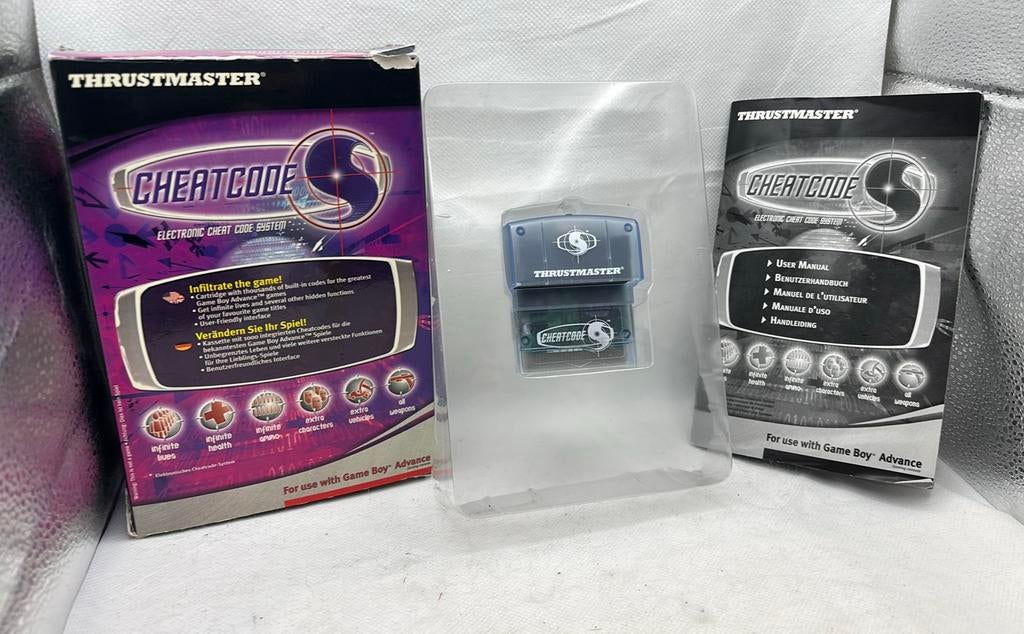 THRUSTMASTER®
CHEATCODE
ELECTRONIC CHEAT CODE SYSTEM
Infiltrate the game!
• Cartridge with thousands of built-in codes for the greatest
Game Boy Advance™ games
• Get infinite lives and several other hidden functions
of your favourite game titles
• User-Friendly interface
Verändern Sie Ihr Spiel!
• Kassette mit 1000 integrierten Cheatcodes für die
bekanntesten Game Boy Advance™ Spiele
• Unbegrenztes Leben und viele weitere versteckte Funktionen
für Ihre Lieblings-Spiele
• Benutzerfreundliches Interface
infinite
lives
infinite
health
infinite
ammo
extra
characters
extra
vehicles
all
weapons
* Elektronisches Cheatcode-System
For use with Game Boy™ Advance
THRUSTMASTER®
CHEATCODE
THRUSTMASTER®
CHEATCODE
ELECTRONIC CHEAT CODE SYSTEM
USER MANUAL
BENUTZERHANDBUCH
MANUEL DE L'UTILISATEUR
MANUALE D'USO
HANDLEIDING
infinite
health
infinite
ammo
extra
characters
extra
vehicles
all
weapons
For use with Game Boy™ Advance